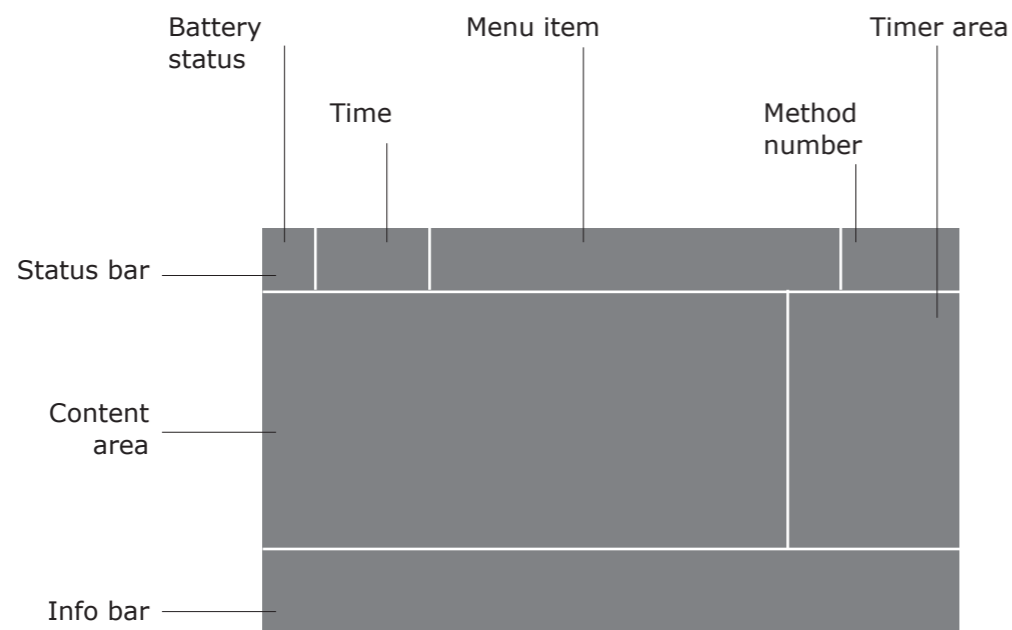 Battery
status
Menu item
Timer area
Time
Method
number
Status bar
Content
area
Info bar